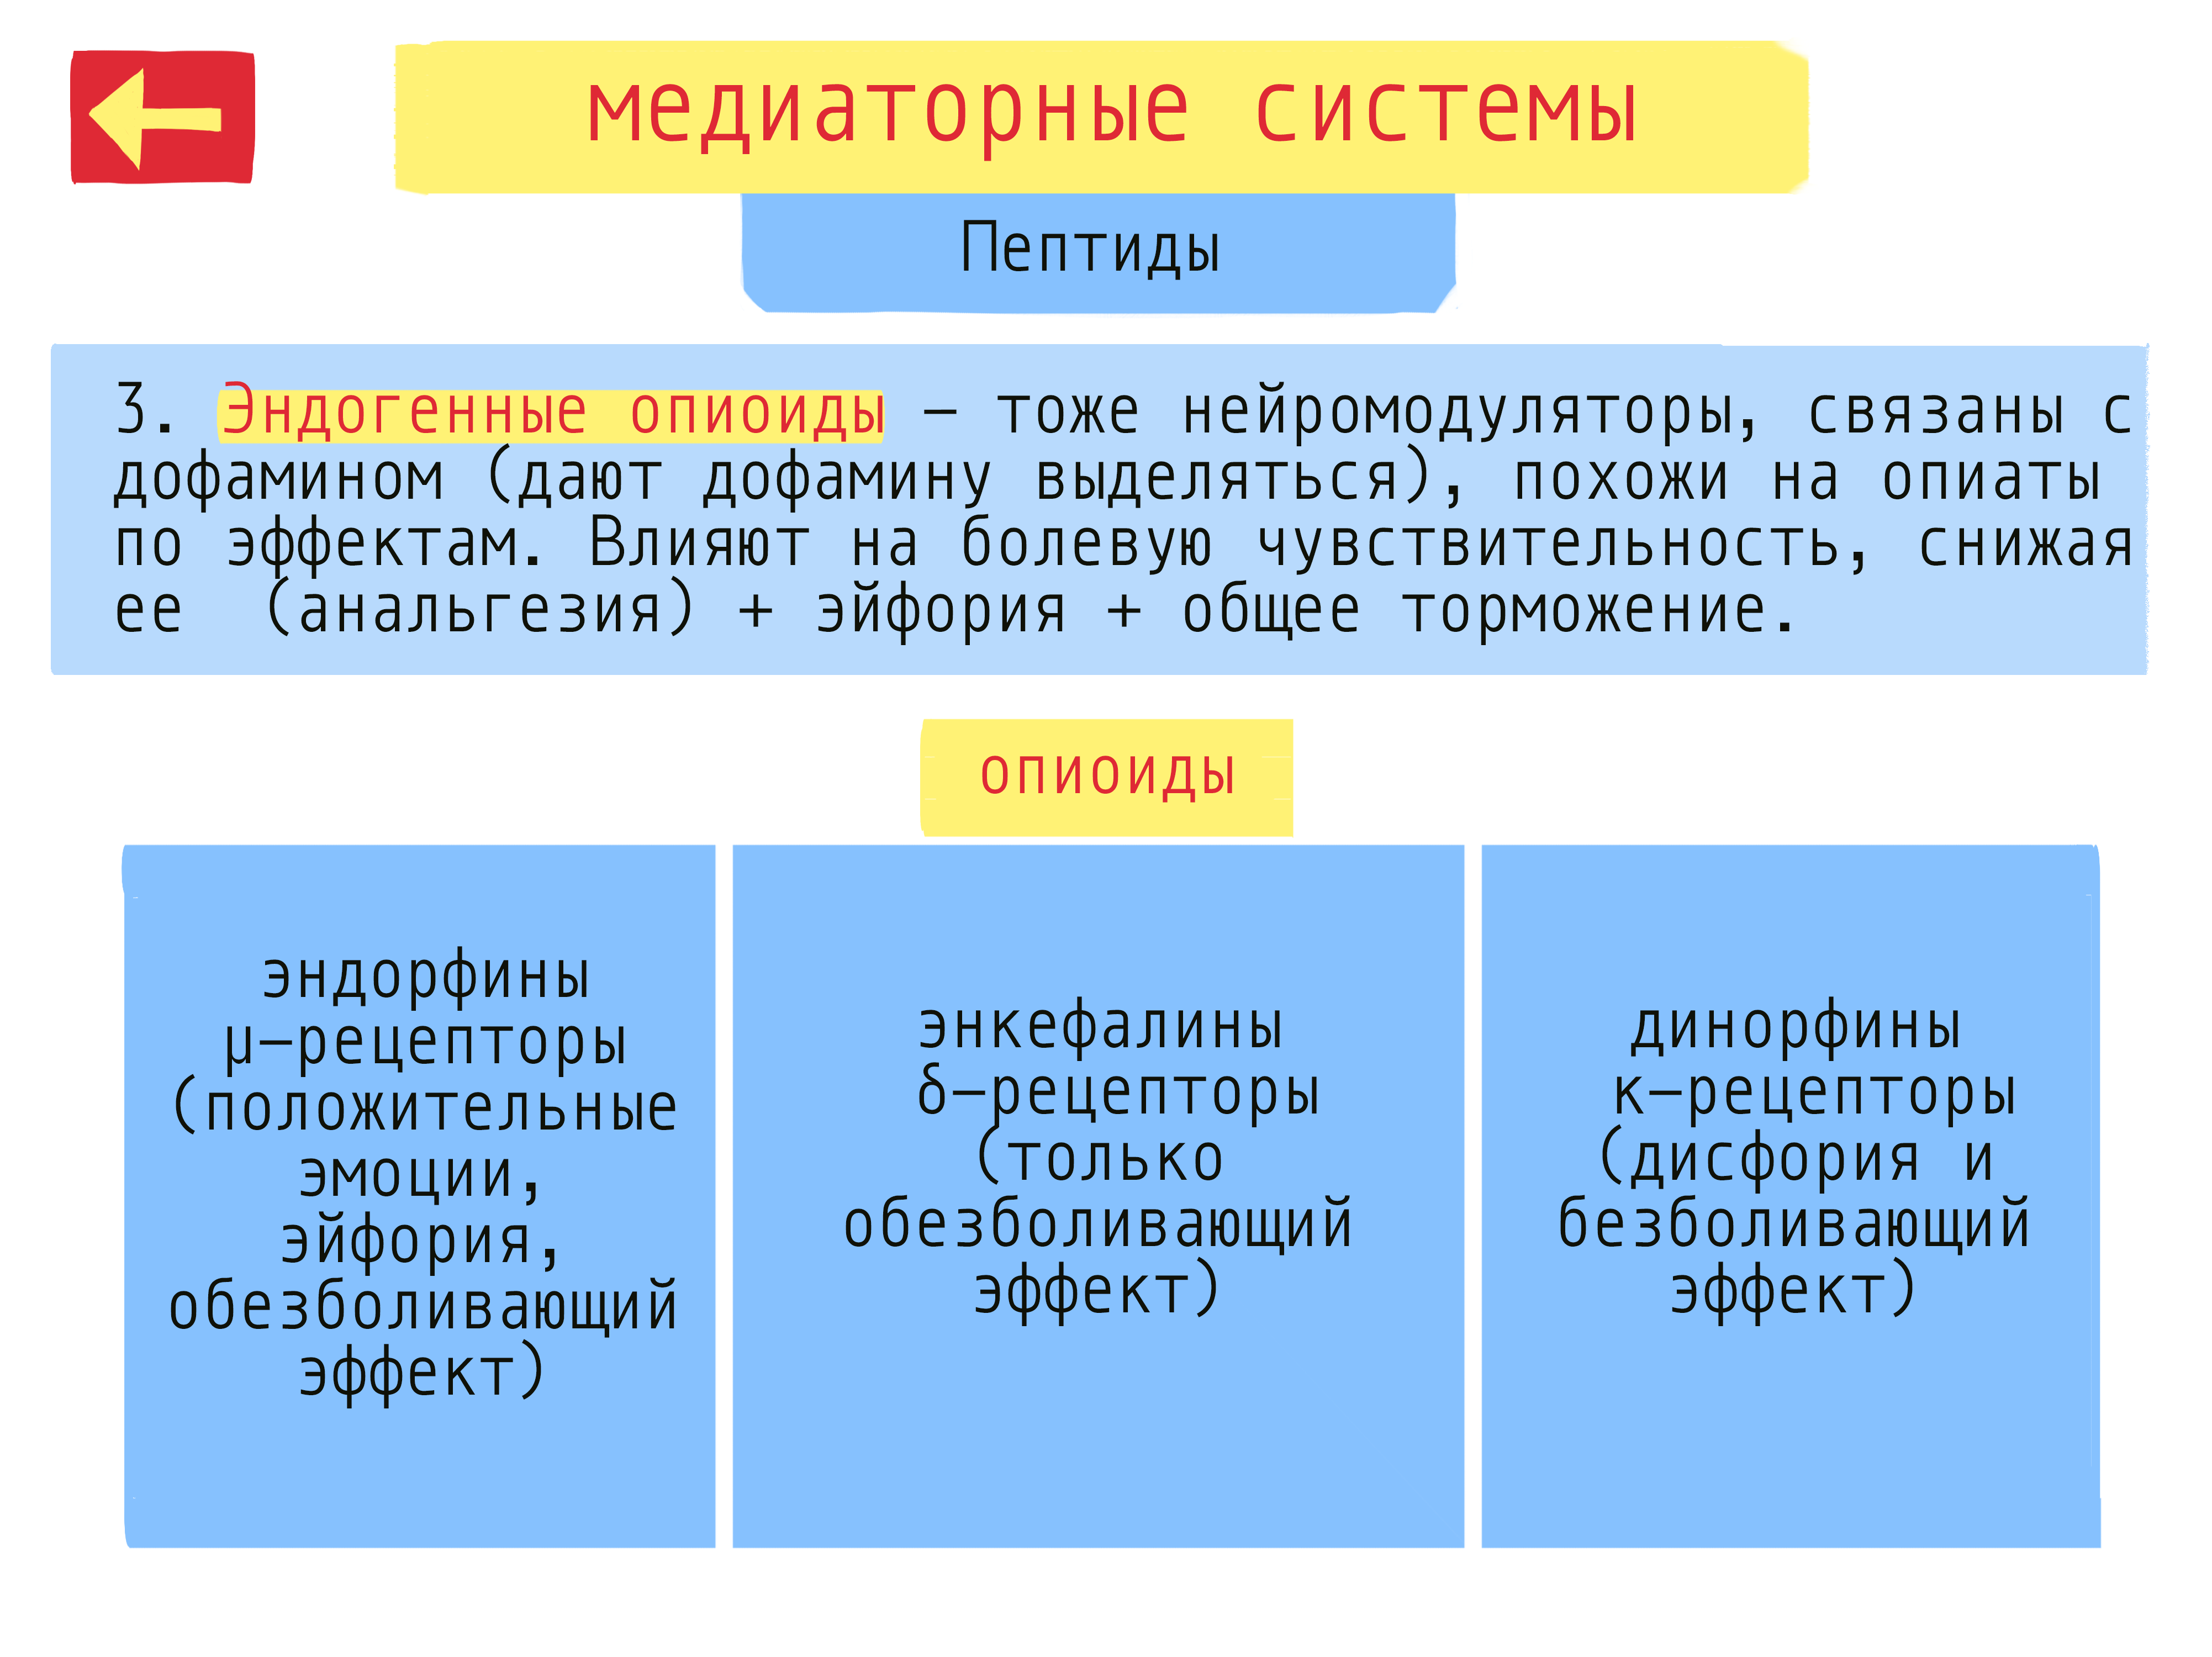 медиаторные системы
Пептиды
3. Эндогенные опиоиды – тоже нейромодуляторы, связаны с
дофамином (дают дофамину выделяться), похожи на опиаты
по эффектам. Влияют на болевую чувствительность, снижая
ее  (анальгезия) + эйфория + общее торможение.
опиоиды
эндорфины
μ–рецепторы
(положительные
эмоции,
эйфория,
обезболивающий
эффект)
энкефалины
δ–рецепторы
(только
обезболивающий
эффект)
динорфины
κ–рецепторы
(дисфория и
безболивающий
эффект)